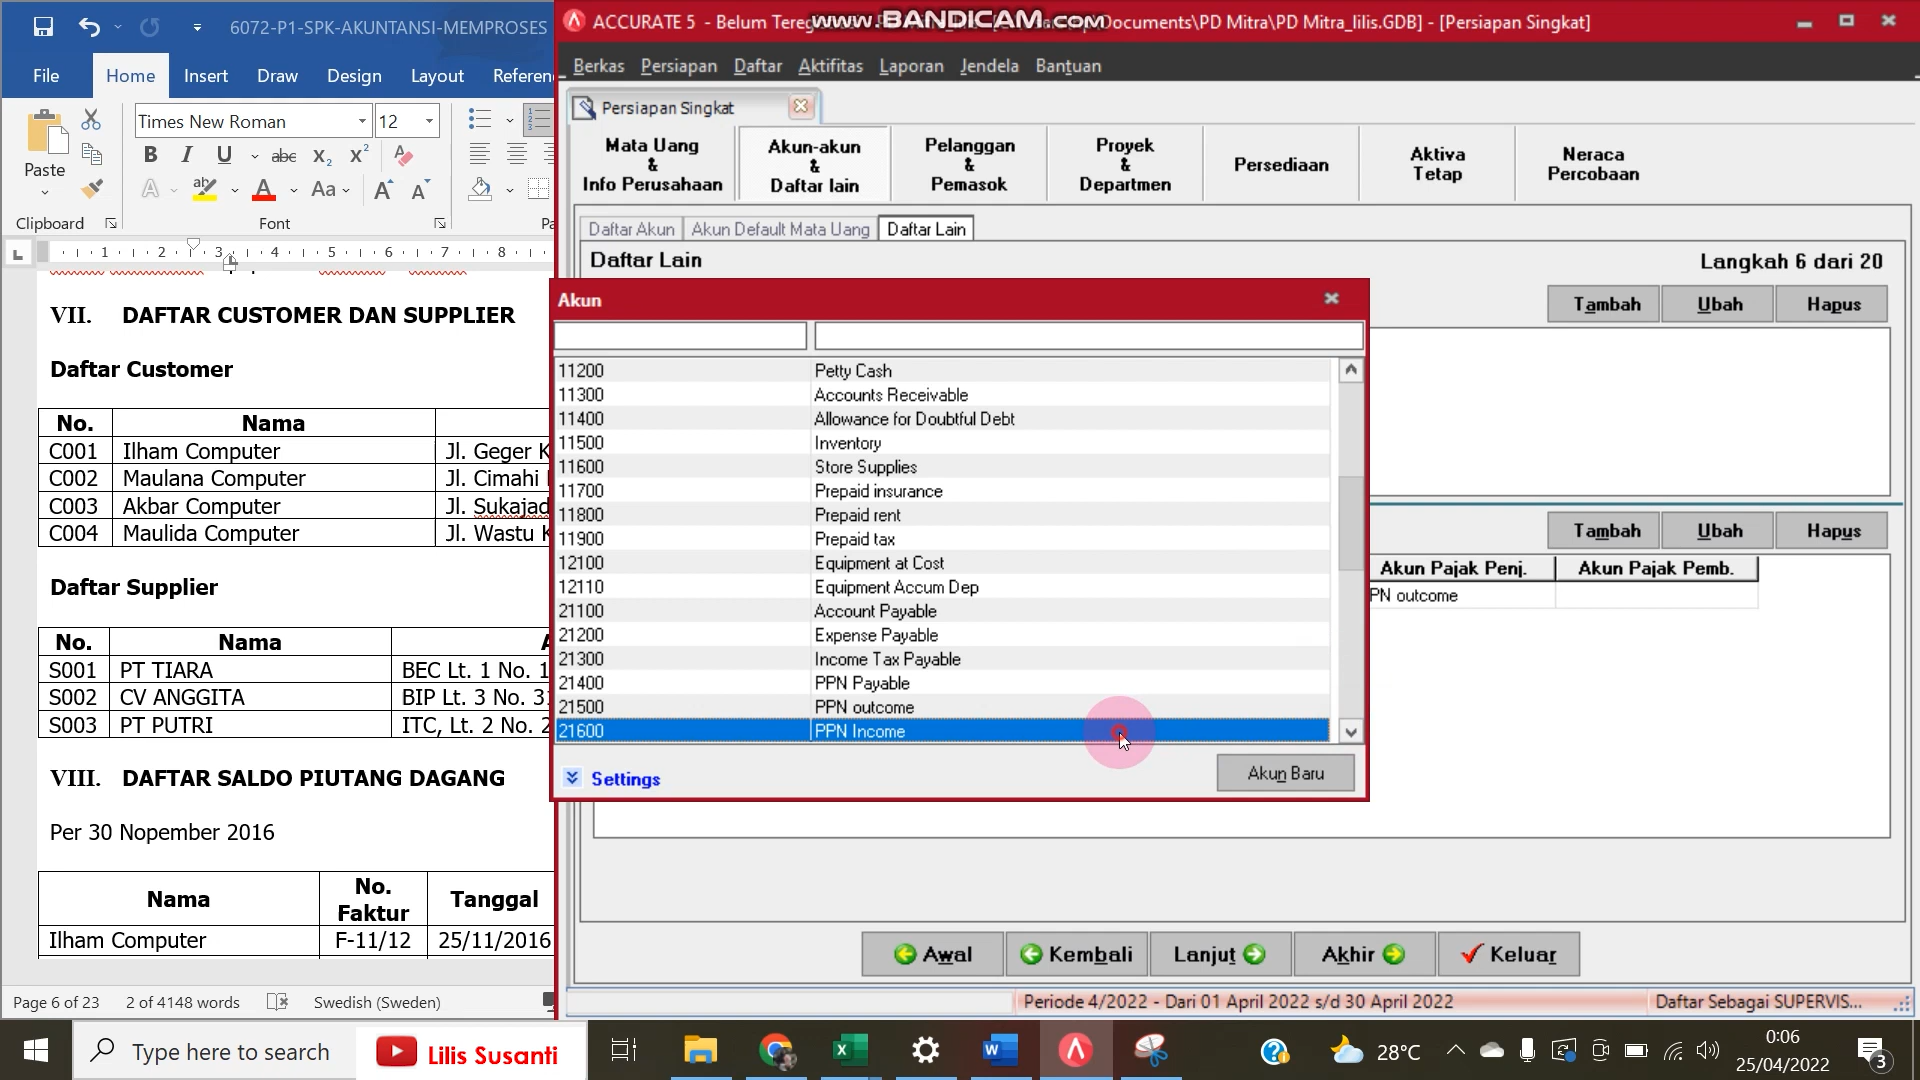 6072-P1-SPK-AKUNTANSI-MEMPROSES
File Home Insert Draw Design Layout Referen
Times New Roman 12
Paste
Clipboard Font
1 2 3 4 5 6 7 8
VII. DAFTAR CUSTOMER DAN SUPPLIER
Daftar Customer
No. Nama
C001 Ilham Computer Jl. Geger K
C002 Maulana Computer Jl. Cimahi
C003 Akbar Computer Jl. Sukajad
C004 Maulida Computer Jl. Wastu K
Daftar Supplier
No. Nama A
S001 PT TIARA BEC Lt. 1 No. 1
S002 CV ANGGITA BIP Lt. 3 No. 3
S003 PT PUTRI ITC, Lt. 2 No. 2
VIII. DAFTAR SALDO PIUTANG DAGANG
Per 30 Nopember 2016
Nama No. Faktur Tanggal
Ilham Computer F-11/12 25/11/2016
Page 6 of 23 2 of 4148 words Swedish (Sweden)
ACCURATE 5 - Belum Tereg Documents\PD Mitra\PD Mitra_lilis.GDB] - [Persiapan Singkat]
www.BANDICAM.com
Berkas Persiapan Daftar Aktifitas Laporan Jendela Bantuan
Persiapan Singkat
Mata Uang & Info Perusahaan
Akun-akun & Daftar lain
Pelanggan & Pemasok
Proyek & Departmen
Persediaan
Aktiva Tetap
Neraca Percobaan
Daftar Akun Akun Default Mata Uang Daftar Lain
Daftar Lain Langkah 6 dari 20
Tambah Ubah Hapus
Akun
11200 Petty Cash
11300 Accounts Receivable
11400 Allowance for Doubtful Debt
11500 Inventory
11600 Store Supplies
11700 Prepaid insurance
11800 Prepaid rent
11900 Prepaid tax
12100 Equipment at Cost
12110 Equipment Accum Dep
21100 Account Payable
21200 Expense Payable
21300 Income Tax Payable
21400 PPN Payable
21500 PPN outcome
21600 PPN Income
Settings Akun Baru
Tambah Ubah Hapus
Akun Pajak Penj. Akun Pajak Pemb.
PN outcome
Awal Kembali Lanjut Akhir Keluar
Periode 4/2022 - Dari 01 April 2022 s/d 30 April 2022 Daftar Sebagai SUPERVIS...
Type here to search Lilis Susanti 28°C 0:06
25/04/2022 3